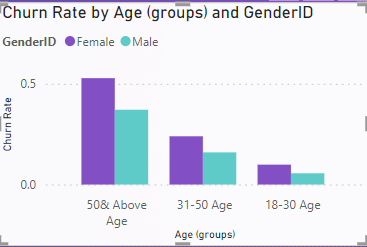 Churn Rate by Age (groups) and GenderID
GenderID Female Male
Churn Rate
0.5
0.0
50& Above
Age
31-50 Age
18-30 Age
Age (groups)